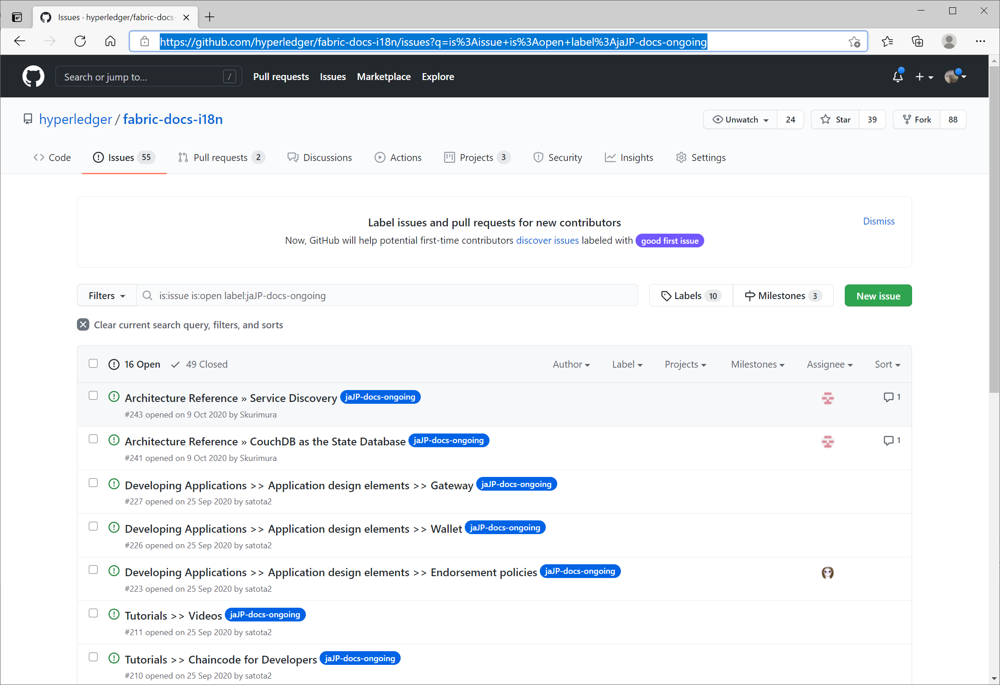 Issues · hyperledger/fabric-docs-
https://github.com/hyperledger/fabric-docs-i18n/issues?q=is%3Aissue+is%3Aopen+label%3AjaJP-docs-ongoing
Search or jump to... / Pull requests Issues Marketplace Explore
hyperledger / fabric-docs-i18n Unwatch 24 Star 39 Fork 88
Code Issues 55 Pull requests 2 Discussions Actions Projects 3 Security Insights Settings
Label issues and pull requests for new contributors
Dismiss
Now, GitHub will help potential first-time contributors discover issues labeled with good first issue
Filters is:issue is:open label:jaJP-docs-ongoing Labels 10 Milestones 3 New issue
Clear current search query, filters, and sorts
16 Open 49 Closed Author Label Projects Milestones Assignee Sort
Architecture Reference » Service Discovery jaJP-docs-ongoing 1
#243 opened on 9 Oct 2020 by Skurimura
Architecture Reference » CouchDB as the State Database jaJP-docs-ongoing 1
#241 opened on 9 Oct 2020 by Skurimura
Developing Applications >> Application design elements >> Gateway jaJP-docs-ongoing
#227 opened on 25 Sep 2020 by satota2
Developing Applications >> Application design elements >> Wallet jaJP-docs-ongoing
#226 opened on 25 Sep 2020 by satota2
Developing Applications >> Application design elements >> Endorsement policies jaJP-docs-ongoing
#223 opened on 25 Sep 2020 by satota2
Tutorials >> Videos jaJP-docs-ongoing
#211 opened on 25 Sep 2020 by satota2
Tutorials >> Chaincode for Developers jaJP-docs-ongoing
#210 opened on 25 Sep 2020 by satota2